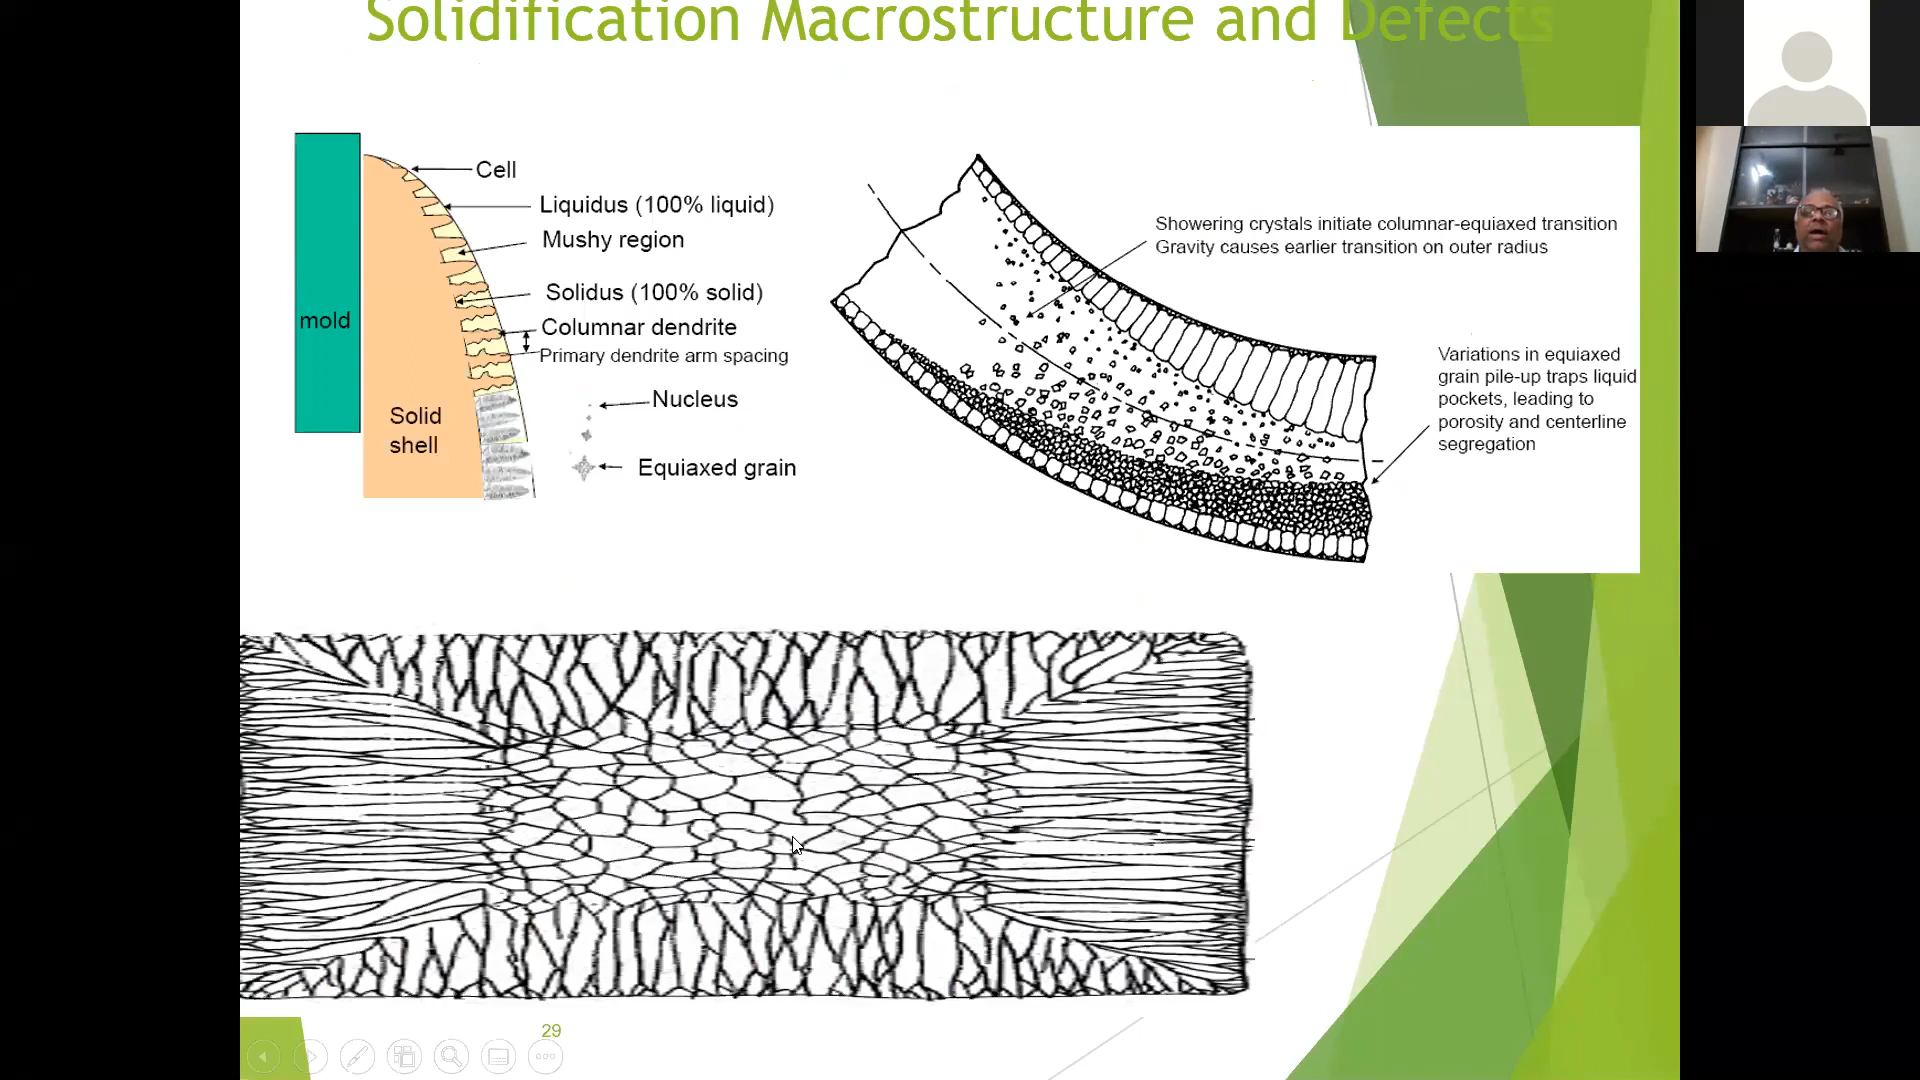 Solidification Macrostructure and Defects
Cell
Liquidus (100% liquid)
Mushy region
Solidus (100% solid)
Columnar dendrite
Primary dendrite arm spacing
Nucleus
Equiaxed grain
mold
Solid
shell
Showering crystals initiate columnar-equiaxed transition
Gravity causes earlier transition on outer radius
Variations in equiaxed
grain pile-up traps liquid
pockets, leading to
porosity and centerline
segregation
29